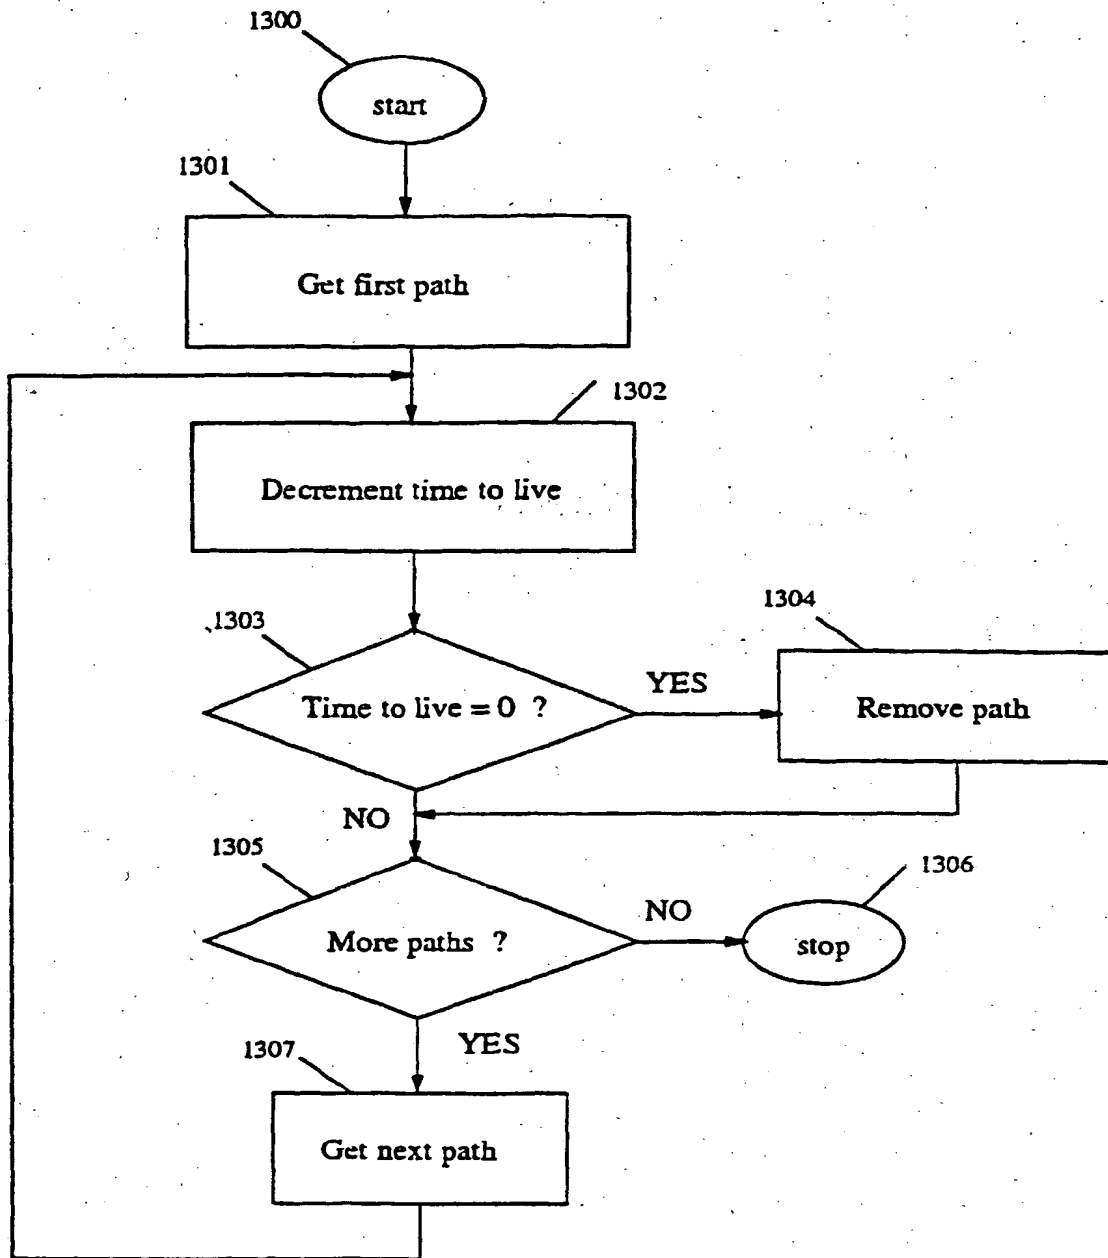 1300
start
1301
Get first path
1302
Decrement time to live
1303
Time to live = 0 ?
YES
1304
Remove path
NO
1305
More paths ?
NO
1306
stop
YES
1307
Get next path